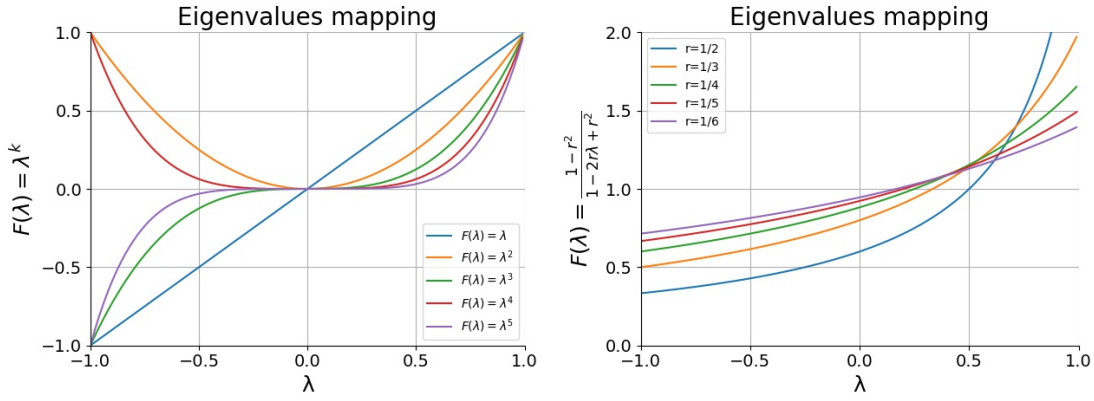 Eigenvalues mapping
F(λ) = λ^k
1.0
0.5
0.0
−0.5
−1.0
−1.0 −0.5 0.0 0.5 1.0
λ
F(λ) = λ
F(λ) = λ²
F(λ) = λ³
F(λ) = λ⁴
F(λ) = λ⁵
Eigenvalues mapping
F(λ) = (1 − r²)/(1 − 2rλ + r²)
2.0
1.5
1.0
0.5
0.0
−1.0 −0.5 0.0 0.5 1.0
λ
r=1/2
r=1/3
r=1/4
r=1/5
r=1/6